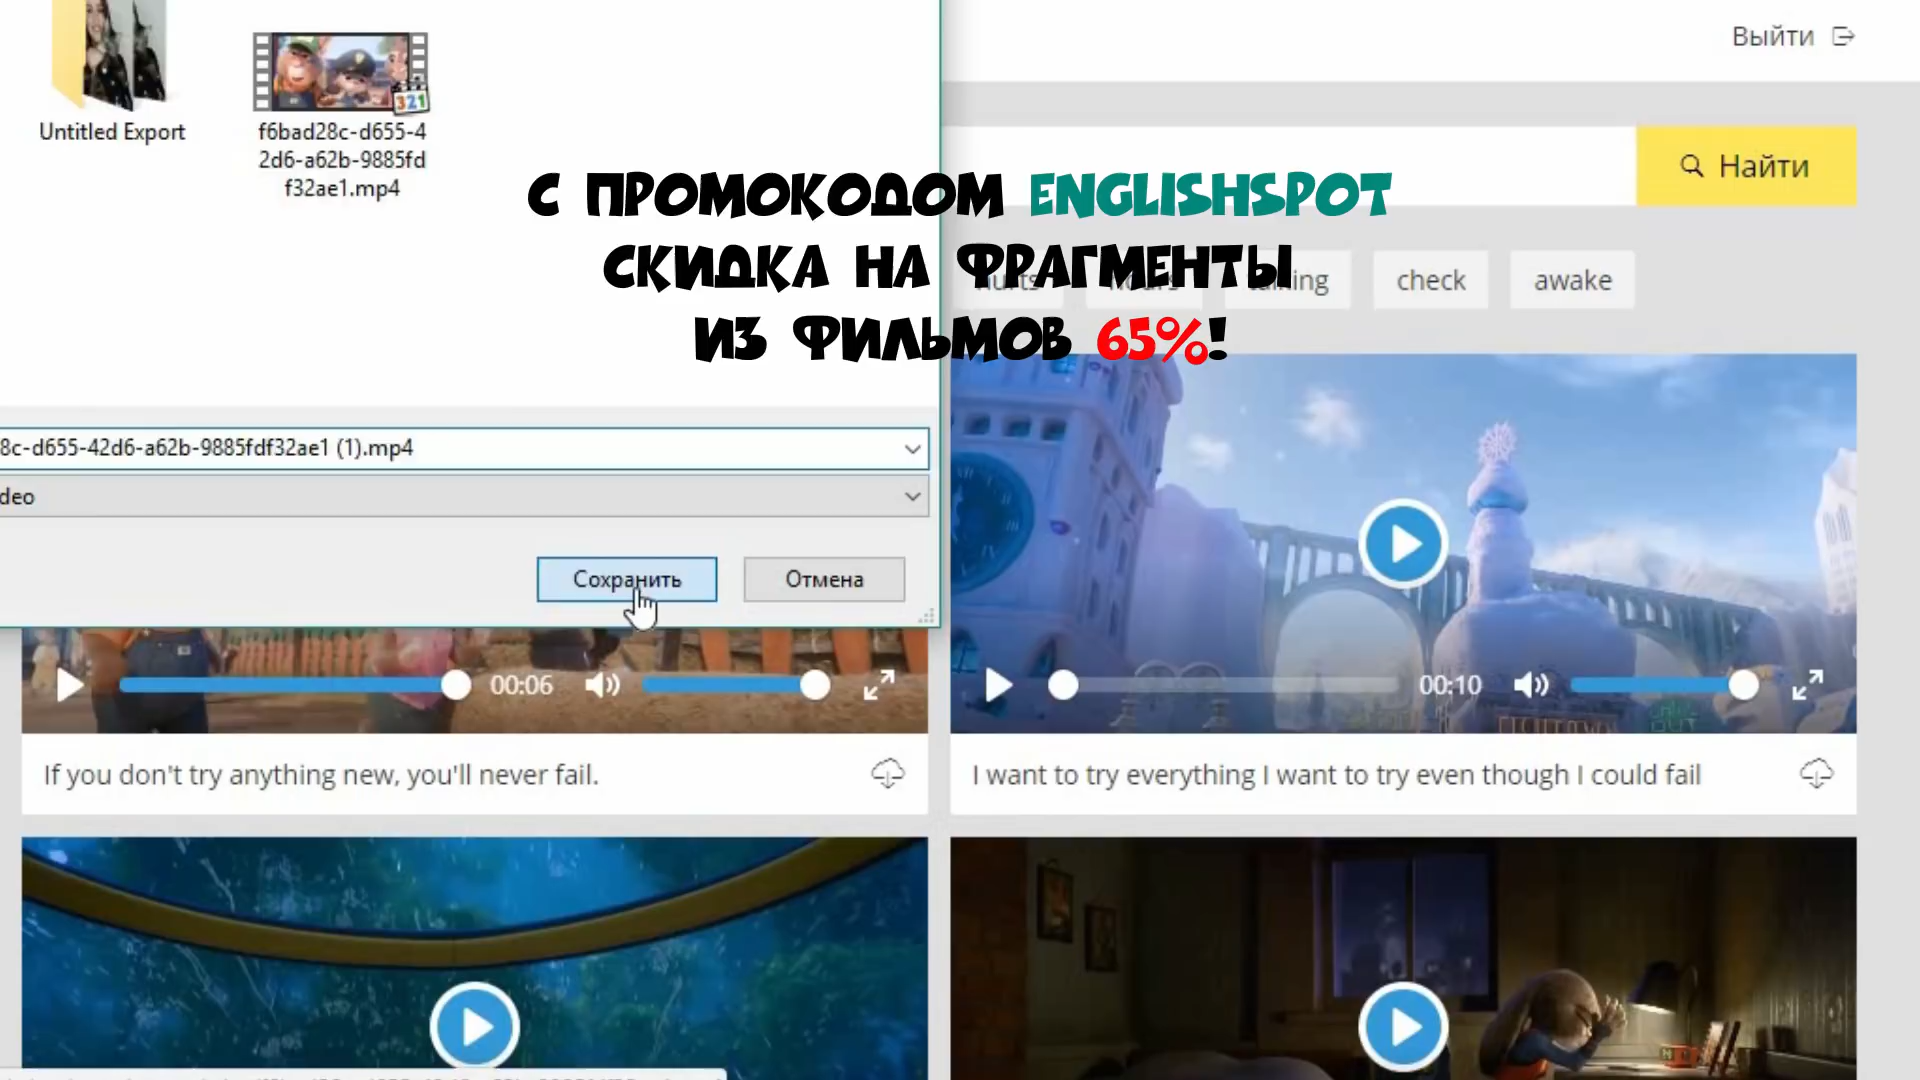 Выйти
Untitled Export
f6bad28c-d655-4
2d6-a62b-9885fd
f32ae1.mp4
321
Найти
С ПРОМОКОДОМ ENGLISHSPOT
СКИДКА НА ФРАГМЕНТЫ
ИЗ ФИЛЬМОВ 65%!
hurts
check
awake
8c-d655-42d6-a62b-9885fdf32ae1 (1).mp4
deo
Сохранить
Отмена
00:06
00:10
If you don't try anything new, you'll never fail.
I want to try everything I want to try even though I could fail